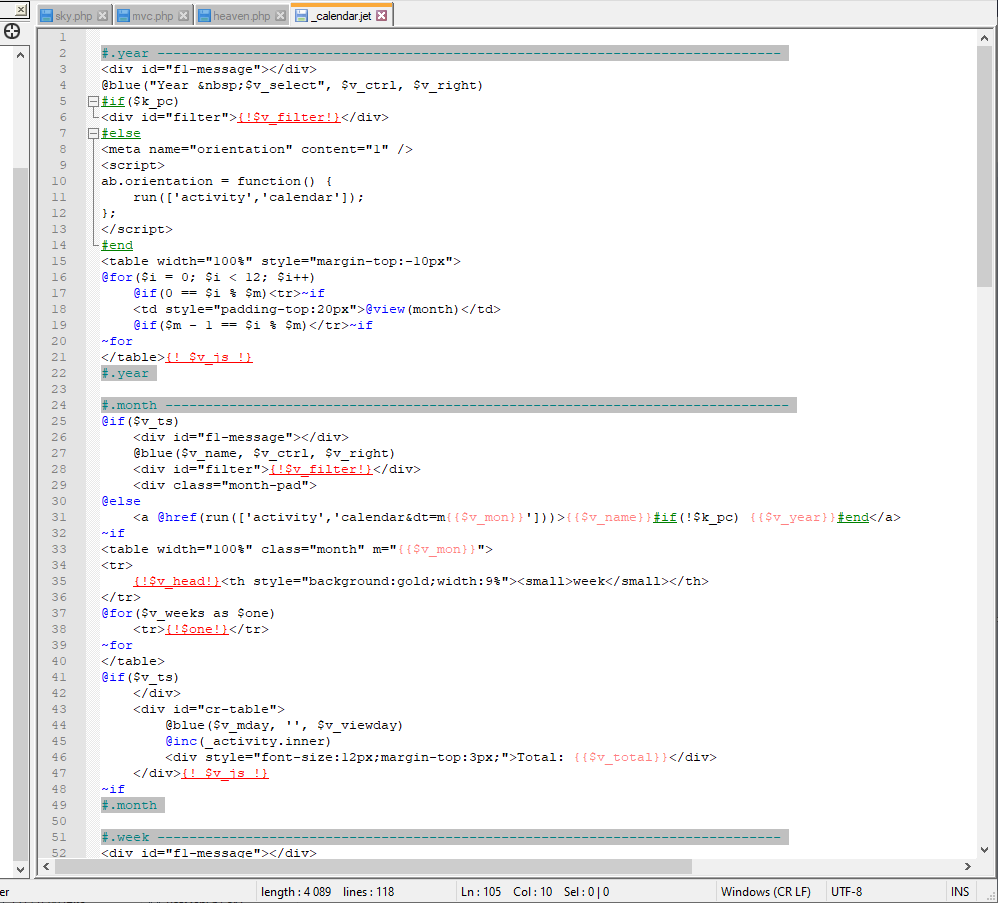 sky.php mvc.php heaven.php _calendar.jet
1
2 #.year ------------------------------------------------------------------------------
3 <div id="fl-message"></div>
4 @blue("Year &nbsp;$v_select", $v_ctrl, $v_right)
5 #if($k_pc)
6 <div id="filter">{!$v_filter!}</div>
7 #else
8 <meta name="orientation" content="1" />
9 <script>
10 ab.orientation = function() {
11     run(['activity','calendar']);
12 };
13 </script>
14 #end
15 <table width="100%" style="margin-top:-10px">
16 @for($i = 0; $i < 12; $i++)
17     @if(0 == $i % $m)<tr>~if
18     <td style="padding-top:20px">@view(month)</td>
19     @if($m - 1 == $i % $m)</tr>~if
20 ~for
21 </table>{! $v_js !}
22 #.year
23
24 #.month ------------------------------------------------------------------------------
25 @if($v_ts)
26     <div id="fl-message"></div>
27     @blue($v_name, $v_ctrl, $v_right)
28     <div id="filter">{!$v_filter!}</div>
29     <div class="month-pad">
30 @else
31     <a @href(run(['activity','calendar&dt=m{{$v_mon}}']))>{{$v_name}}#if(!$k_pc) {{$v_year}}#end</a>
32 ~if
33 <table width="100%" class="month" m="{{$v_mon}}">
34 <tr>
35     {!$v_head!}<th style="background:gold;width:9%"><small>week</small></th>
36 </tr>
37 @for($v_weeks as $one)
38     <tr>{!$one!}</tr>
39 ~for
40 </table>
41 @if($v_ts)
42     </div>
43     <div id="cr-table">
44         @blue($v_mday, '', $v_viewday)
45         @inc(_activity.inner)
46         <div style="font-size:12px;margin-top:3px;">Total: {{$v_total}}</div>
47     </div>{! $v_js !}
48 ~if
49 #.month
50
51 #.week ------------------------------------------------------------------------------
52 <div id="fl-message"></div>
er length : 4 089 lines : 118 Ln : 105 Col : 10 Sel : 0 | 0 Windows (CR LF) UTF-8 INS